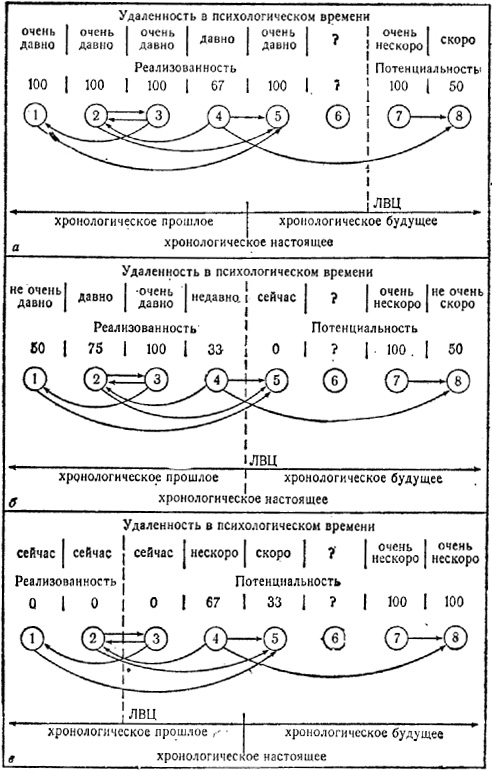 Удаленность в психологическом времени
очень давно | очень давно | очень давно | давно | очень давно | ? | очень нескоро | скоро
Реализованность Потенциальность
100 | 100 | 100 | 67 | 100 | ? | 100 | 50
1 2 3 4 5 6 7 8
ЛВЦ
хронологическое прошлое хронологическое будущее
а хронологическое настоящее
Удаленность в психологическом времени
не очень давно | давно | очень давно | недавно | сейчас | ? | очень нескоро | не очень скоро
Реализованность Потенциальность
50 | 75 | 100 | 33 | 0 | ? | 100 | 50
1 2 3 4 5 6 7 8
ЛВЦ
хронологическое прошлое хронологическое будущее
б хронологическое настоящее
Удаленность в психологическом времени
сейчас | сейчас | сейчас | нескоро | скоро | ? | очень нескоро | очень нескоро
Реализованность Потенциальность
0 | 0 | 0 | 67 | 33 | ? | 100 | 100
1 2 3 4 5 6 7 8
ЛВЦ
хронологическое прошлое хронологическое будущее
в хронологическое настоящее